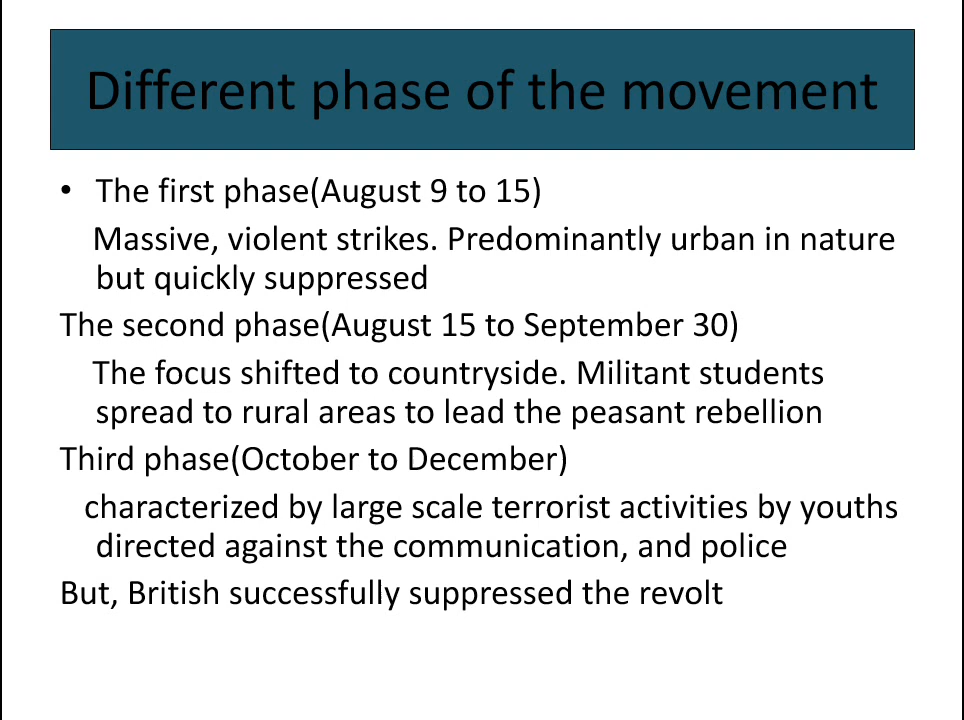 Different phase of the movement
• The first phase(August 9 to 15)
Massive, violent strikes. Predominantly urban in nature
but quickly suppressed
The second phase(August 15 to September 30)
The focus shifted to countryside. Militant students
spread to rural areas to lead the peasant rebellion
Third phase(October to December)
characterized by large scale terrorist activities by youths
directed against the communication, and police
But, British successfully suppressed the revolt